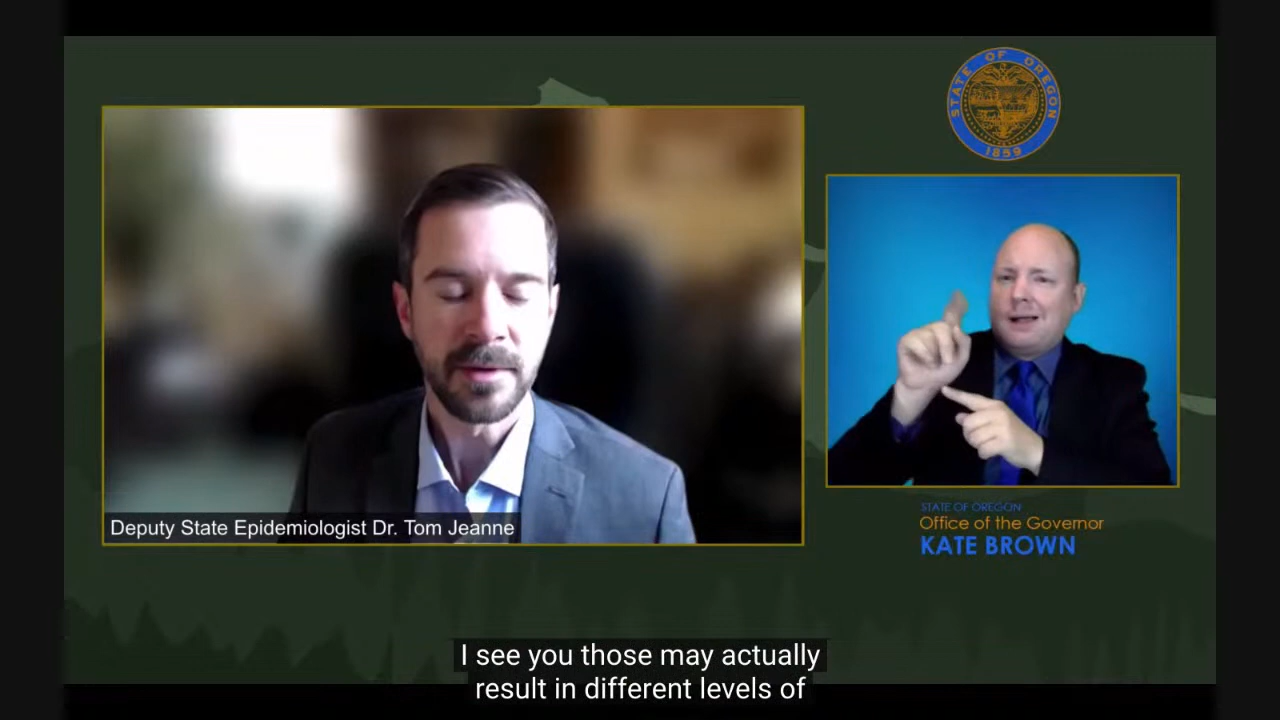 STATE OF OREGON
1859
Deputy State Epidemiologist Dr. Tom Jeanne
STATE OF OREGON
Office of the Governor
KATE BROWN
I see you those may actually
result in different levels of